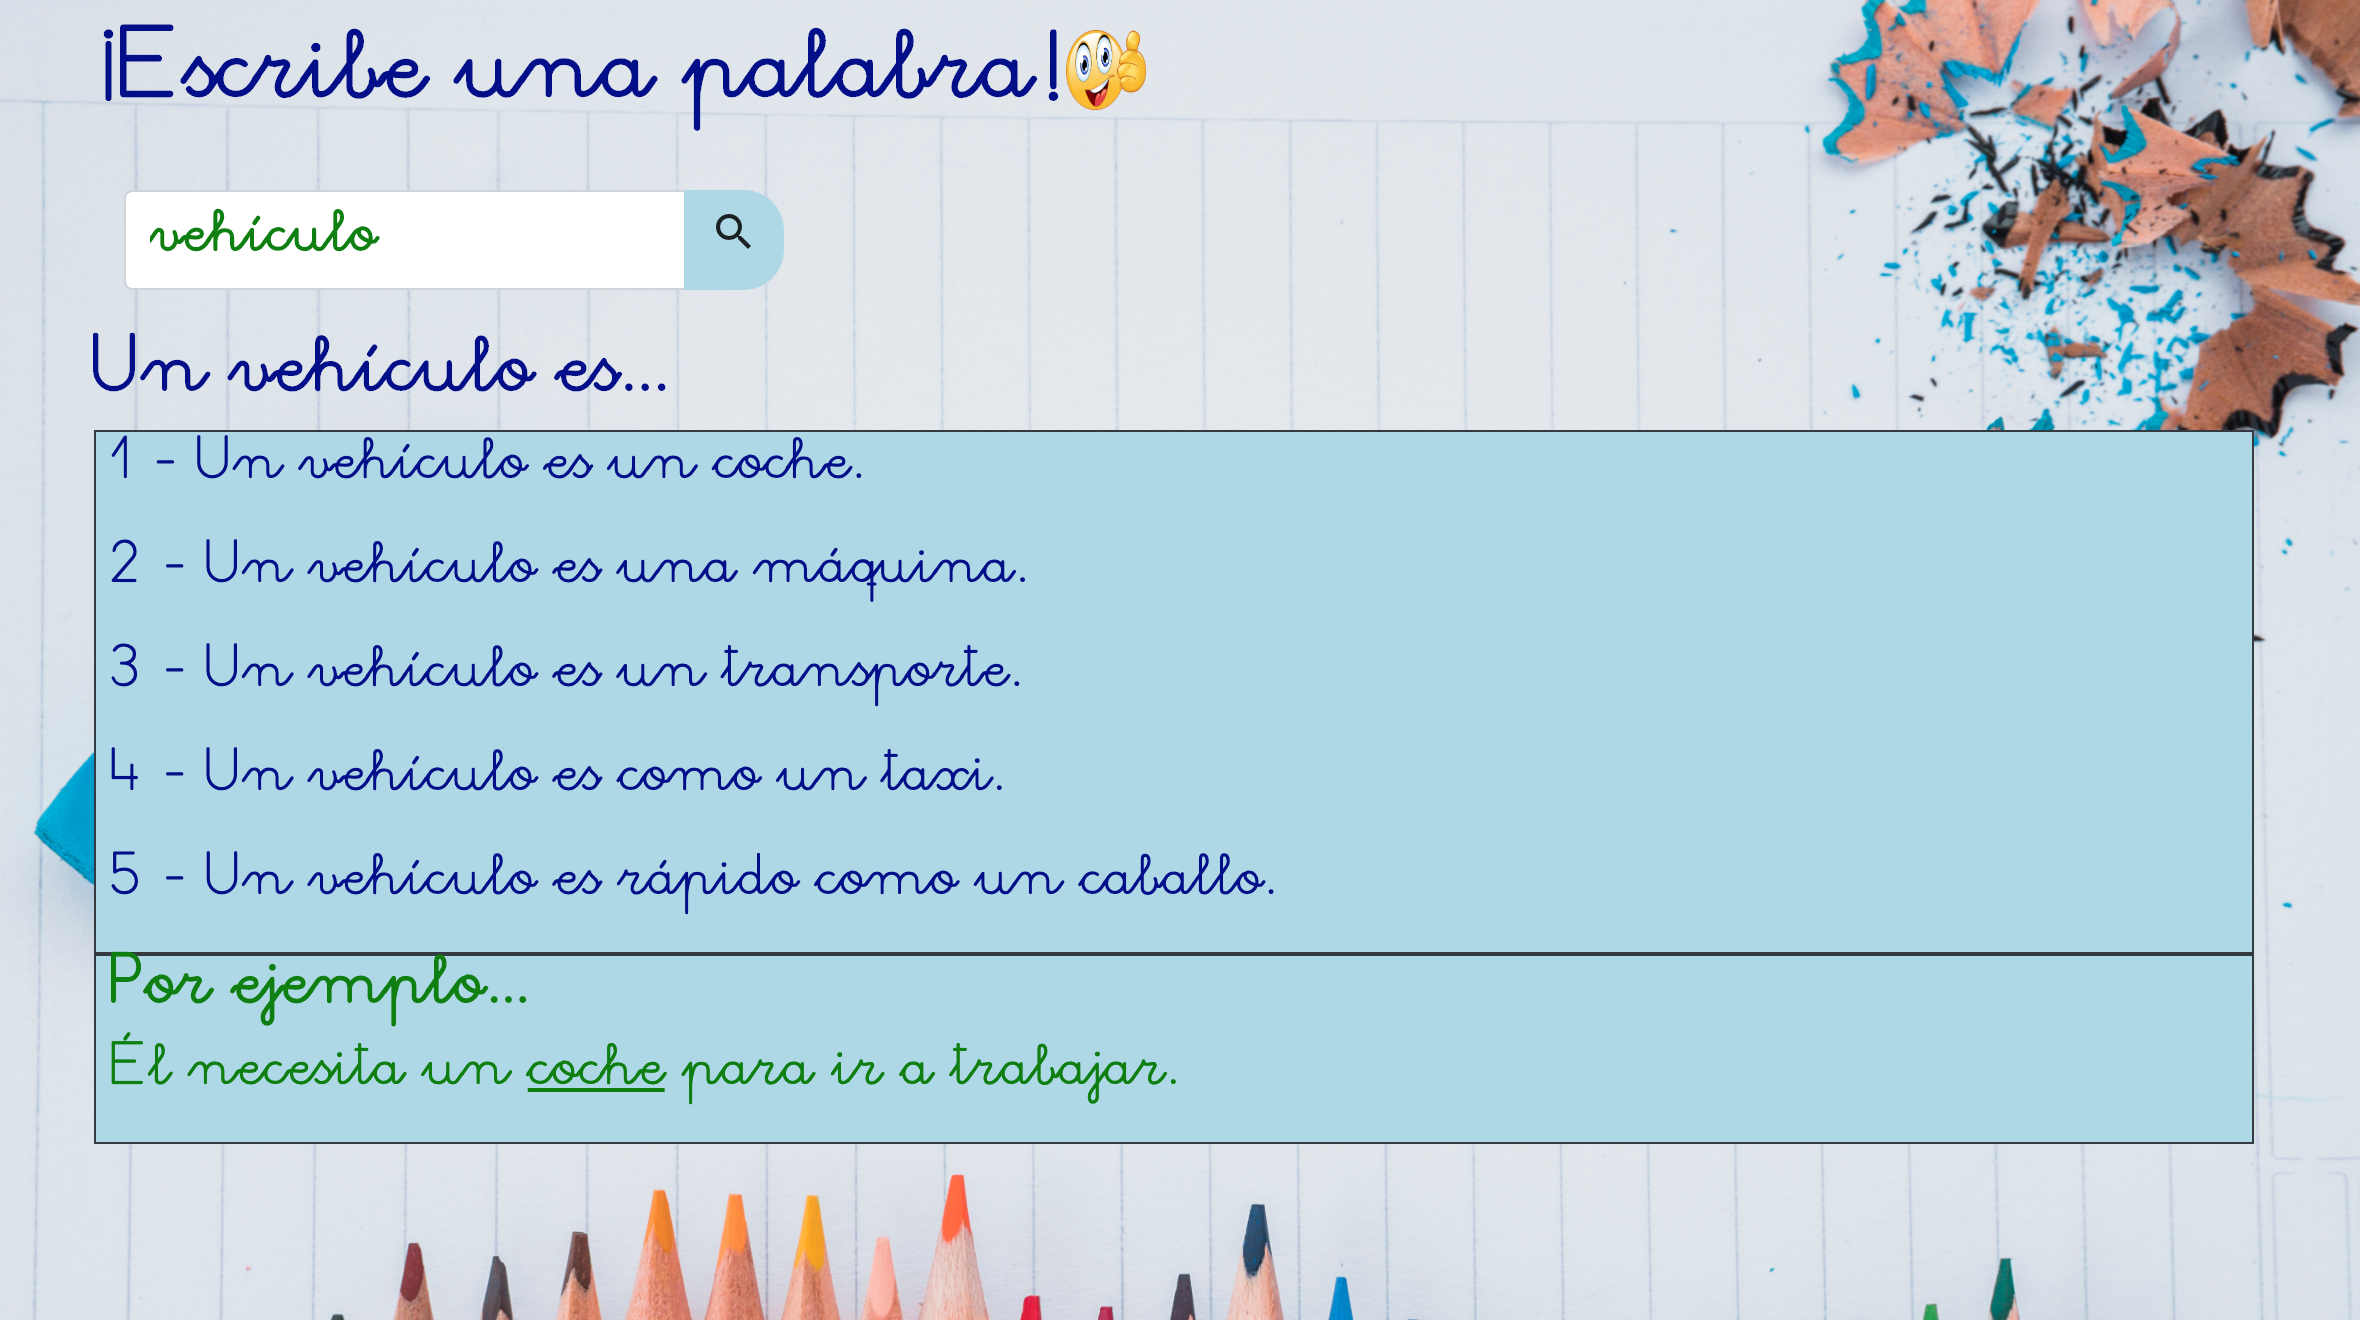 ¡Escribe una palabra!
vehículo
Un vehículo es...
1 - Un vehículo es un coche.
2 - Un vehículo es una máquina.
3 - Un vehículo es un transporte.
4 - Un vehículo es como un taxi.
5 - Un vehículo es rápido como un caballo.
Por ejemplo...
Él necesita un coche para ir a trabajar.